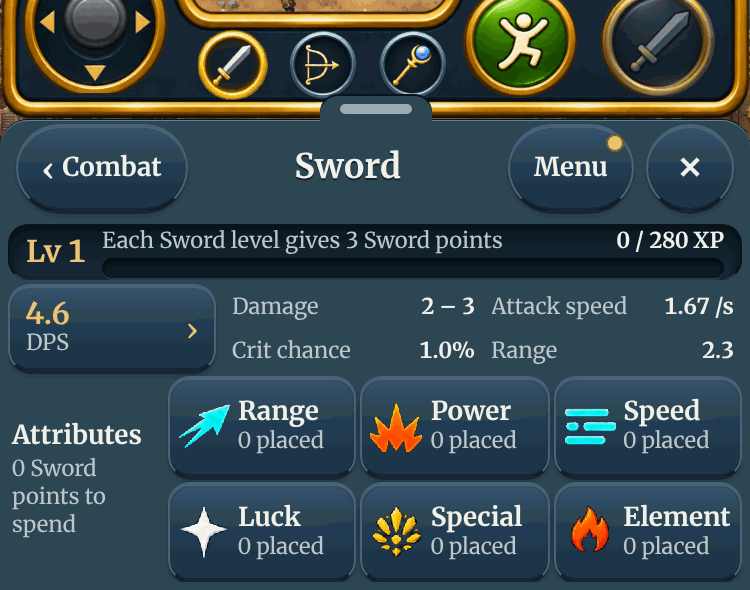 ‹ Combat
Sword
Menu
×
Lv 1
Each Sword level gives 3 Sword points
0 / 280 XP
4.6
DPS
›
Damage 2 – 3
Attack speed 1.67 /s
Crit chance 1.0%
Range 2.3
Attributes
0 Sword
points to
spend
Range
0 placed
Power
0 placed
Speed
0 placed
Luck
0 placed
Special
0 placed
Element
0 placed